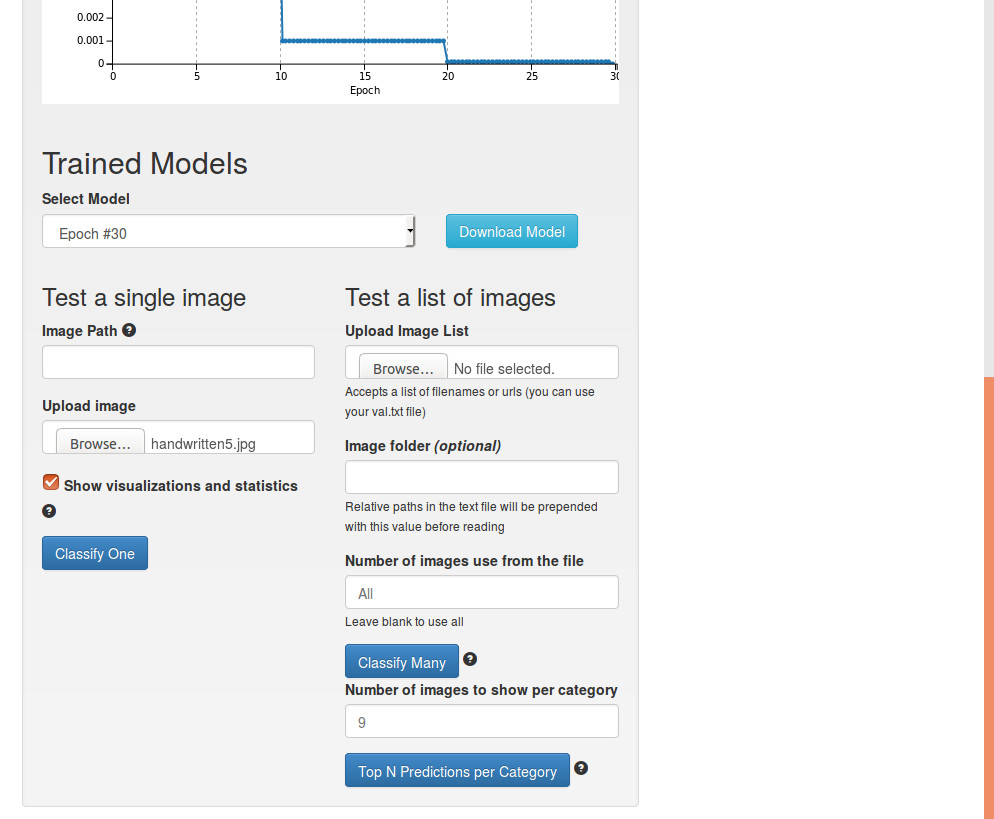 0.002
0.001
0
0 5 10 15 20 25 30
Epoch
Trained Models
Select Model
Epoch #30
Download Model
Test a single image
Image Path
Upload image
Browse... handwritten5.jpg
Show visualizations and statistics
Classify One
Test a list of images
Upload Image List
Browse... No file selected.
Accepts a list of filenames or urls (you can use
your val.txt file)
Image folder (optional)
Relative paths in the text file will be prepended
with this value before reading
Number of images use from the file
All
Leave blank to use all
Classify Many
Number of images to show per category
9
Top N Predictions per Category